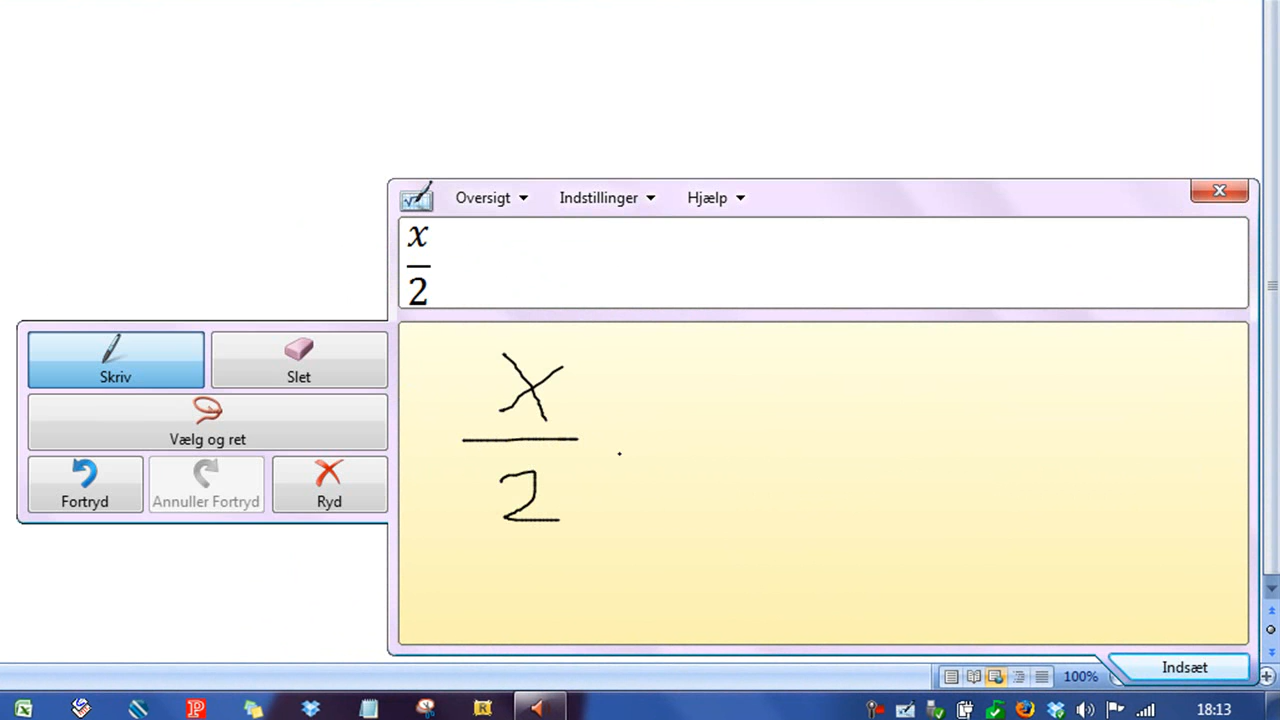 Oversigt Indstillinger Hjælp
x
2
Skriv Slet
Vælg og ret
Fortryd Annuller Fortryd Ryd
x
2
Indsæt
100%
18:13